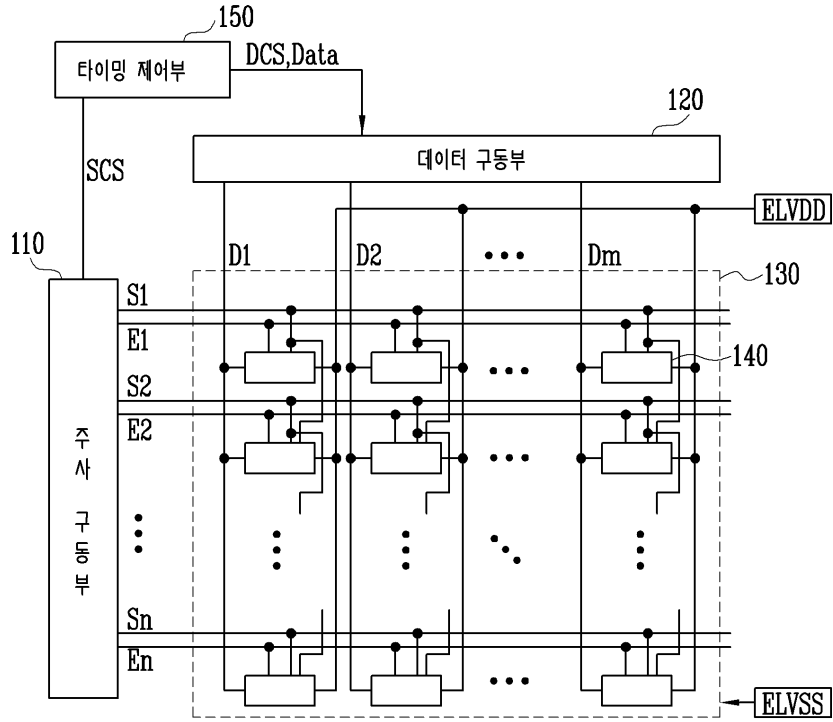 150
타이밍 제어부
DCS,Data
120
데이터 구동부
SCS
ELVDD
110
D1
D2
Dm
130
S1
E1
140
S2
E2
주사 구동부
Sn
En
ELVSS